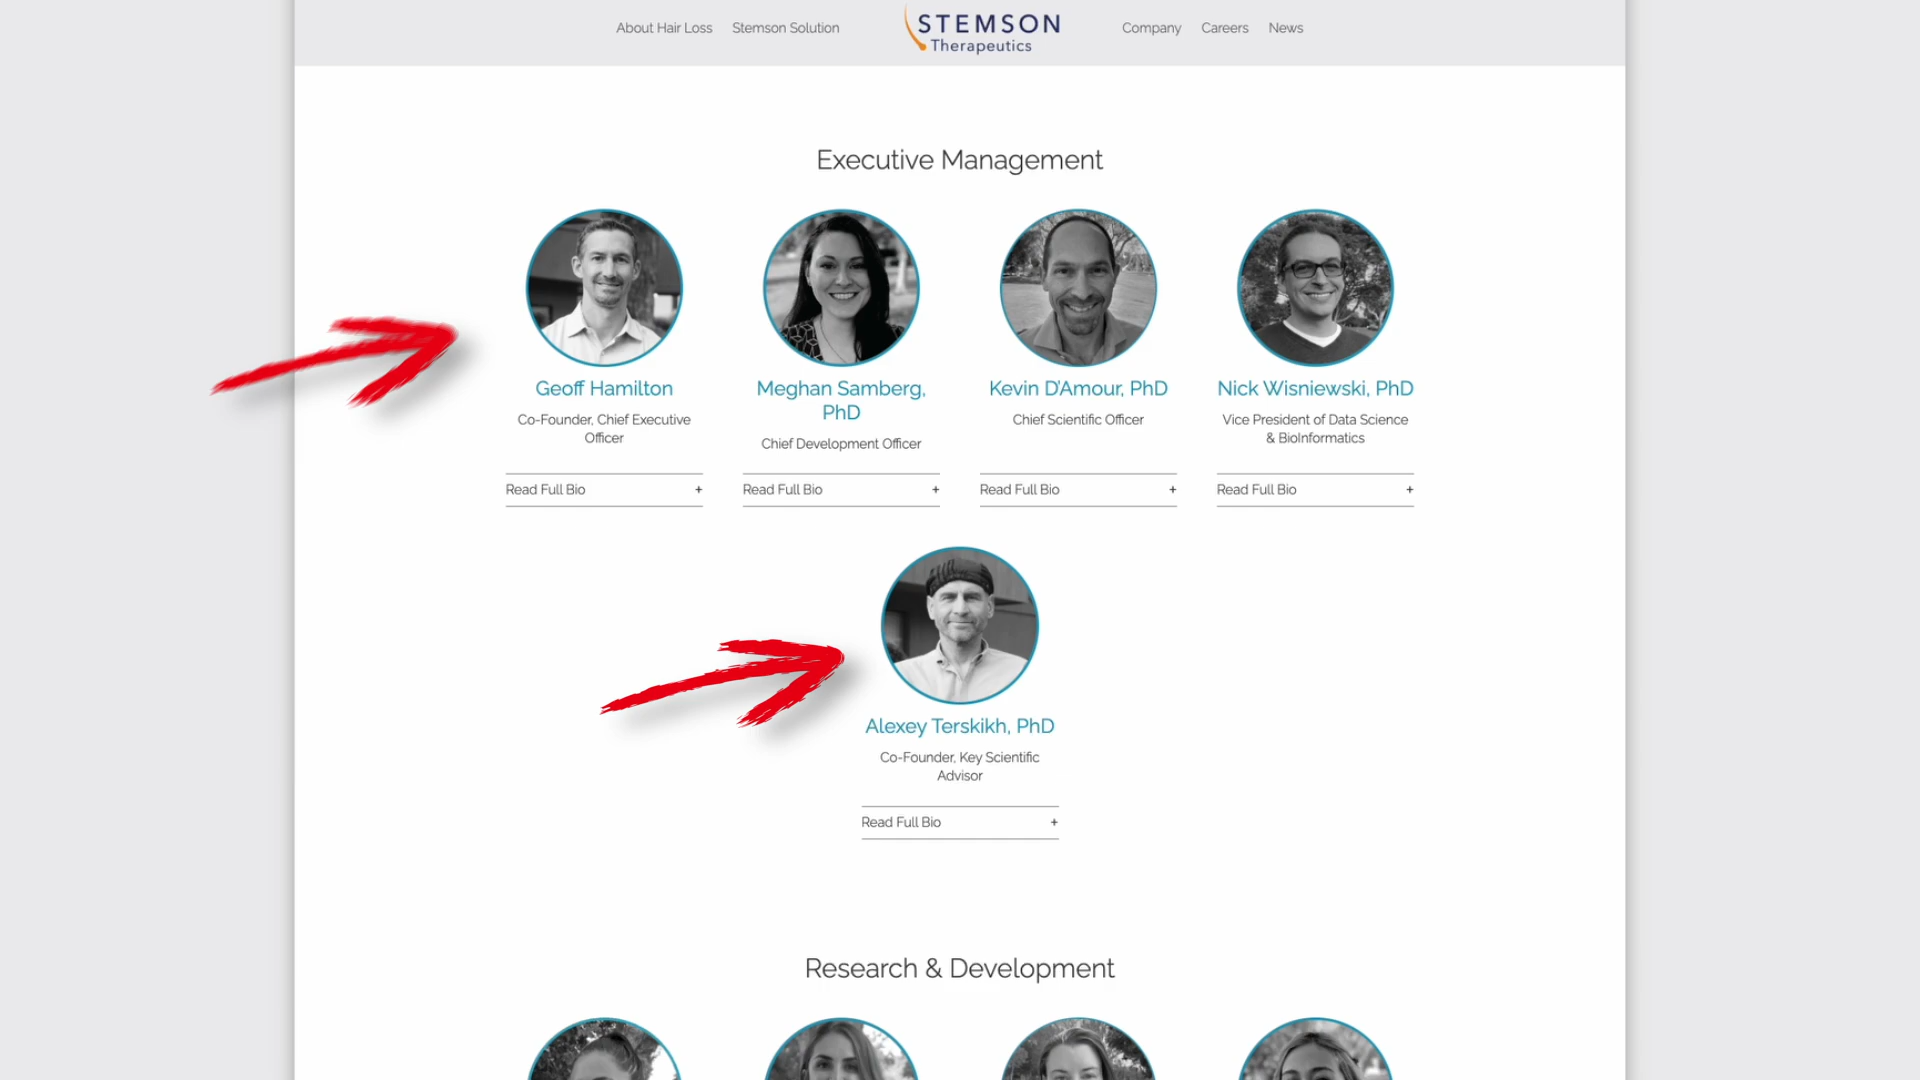 About Hair Loss
Stemson Solution
STEMSON
Therapeutics
Company
Careers
News
Executive Management
Geoff Hamilton
Co-Founder, Chief Executive
Officer
Read Full Bio +
Meghan Samberg,
PhD
Chief Development Officer
Read Full Bio +
Kevin D'Amour, PhD
Chief Scientific Officer
Read Full Bio +
Nick Wisniewski, PhD
Vice President of Data Science
& BioInformatics
Read Full Bio +
Alexey Terskikh, PhD
Co-Founder, Key Scientific
Advisor
Read Full Bio +
Research & Development